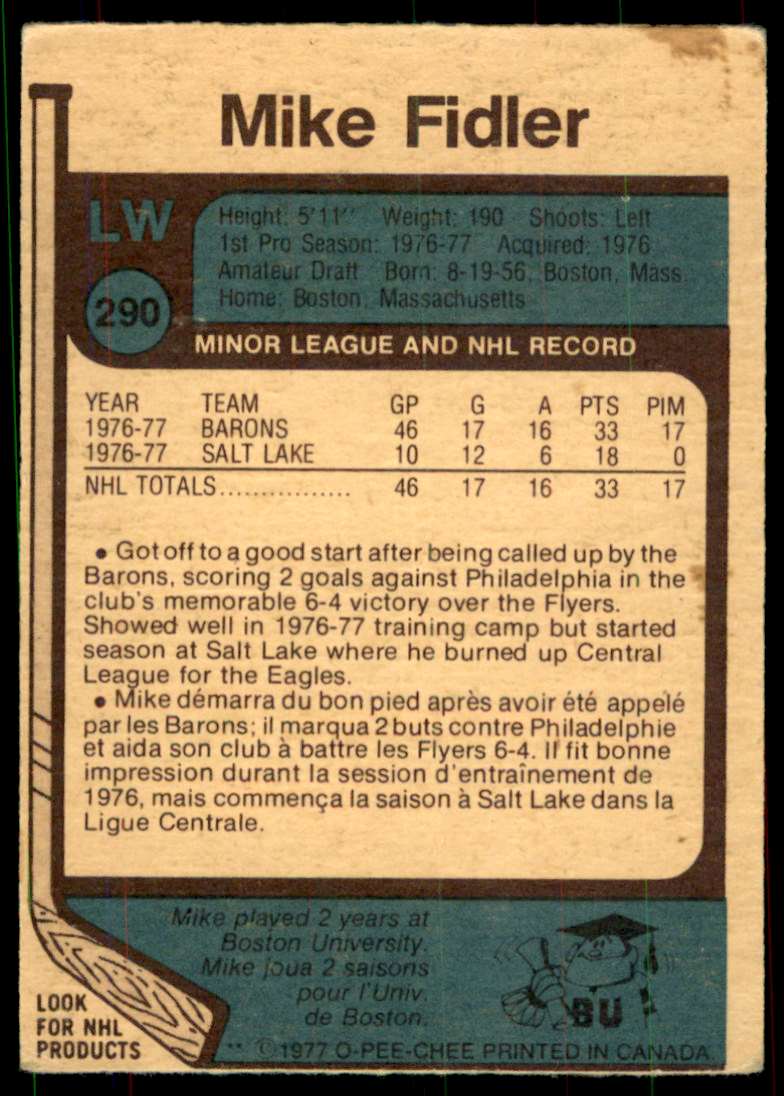 Mike Fidler
LW
Height: 5'11'' Weight: 190 Shoots: Left
1st Pro Season: 1976-77 Acquired: 1976
Amateur Draft Born: 8-19-56, Boston, Mass.
Home: Boston, Massachusetts
290
MINOR LEAGUE AND NHL RECORD
YEAR TEAM GP G A PTS PIM
1976-77 BARONS 46 17 16 33 17
1976-77 SALT LAKE 10 12 6 18 0
NHL TOTALS................ 46 17 16 33 17
• Got off to a good start after being called up by the
Barons, scoring 2 goals against Philadelphia in the
club's memorable 6-4 victory over the Flyers.
Showed well in 1976-77 training camp but started
season at Salt Lake where he burned up Central
League for the Eagles.
• Mike démarra du bon pied après avoir été appelé
par les Barons; il marqua 2 buts contre Philadelphie
et aida son club à battre les Flyers 6-4. Il fit bonne
impression durant la session d'entraînement de
1976, mais commença la saison à Salt Lake dans la
Ligue Centrale.
Mike played 2 years at
Boston University.
Mike joua 2 saisons
pour l'Univ.
de Boston.
BU
LOOK
FOR NHL
PRODUCTS
** © 1977 O-PEE-CHEE PRINTED IN CANADA.